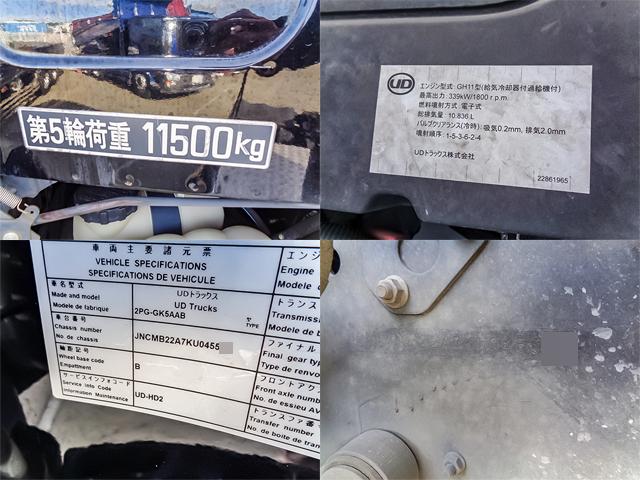 第5輪荷重 11500kg
UD
エンジン型式: GH11型(給気冷却器付過給機付)
最高出力: 339kW/1800 r.p.m.
燃料噴射方式: 電子式
総排気量: 10.836 L
バルブクリアランス(冷時): 吸気0.2mm, 排気2.0mm
噴射順序: 1-5-3-6-2-4
UDトラックス株式会社
22861965
車両主要諸元票
VEHICLE SPECIFICATIONS
SPECIFICATIONS DE VEHICULE
車名型式
Made and model
Modele de fabrique
UDトラックス
UD Trucks
2PG-GK5AAB
TYPE
車台番号
Chassis number
No. de chassis
JNCMB22A7KU0455
軸距記号
Wheel base code
Empattement
B
サービスインフォコード
Service info Code
Information Maintenance
UD-HD2
エンジ
Engine
Modele
トランス
Transmiss
Modele de b
ファイナル
Final gear typ
Type de renvo
フロントアク
Front axle numb
No. de essieu AV
トランスファ番
Transfer number
No. de boite de tran